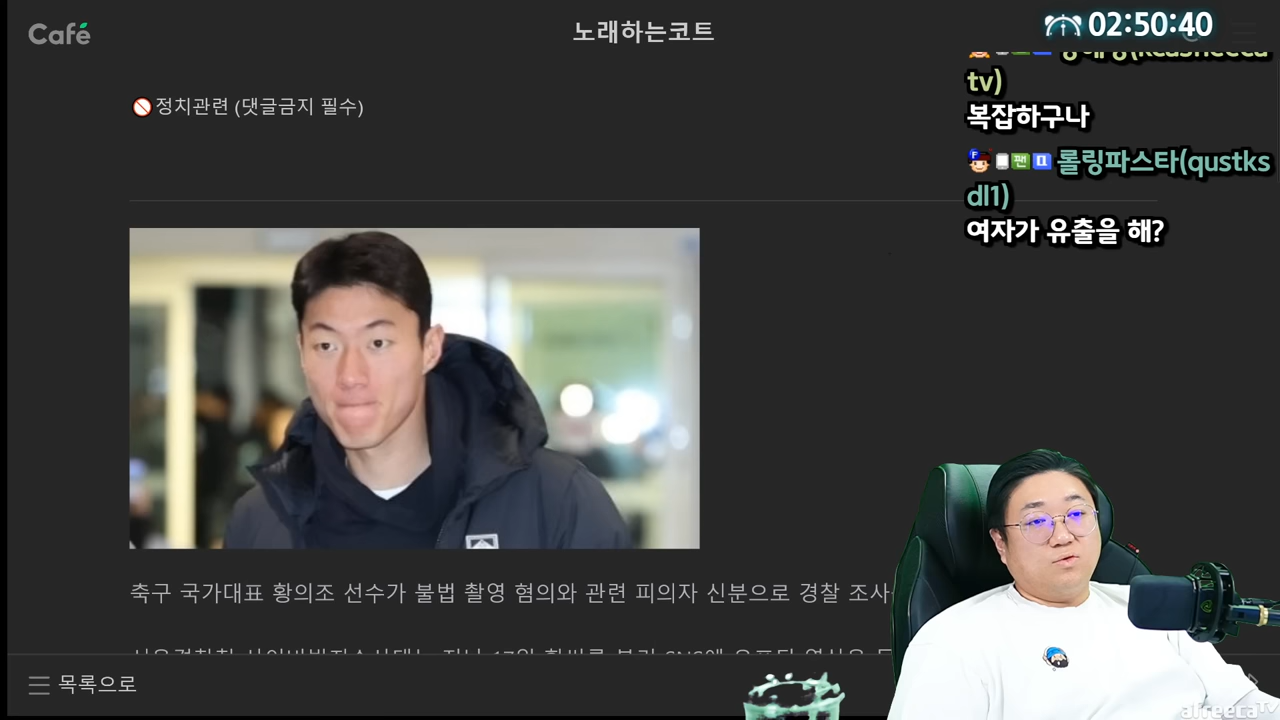 Café
노래하는코트
02:50:40
정치관련 (댓글금지 필수)
tv)
복잡하구나
롤링파스타(qustks
dl1)
여자가 유출을 해?
축구 국가대표 황의조 선수가 불법 촬영 혐의와 관련 피의자 신분으로 경찰 조사
목록으로
afreecaTV